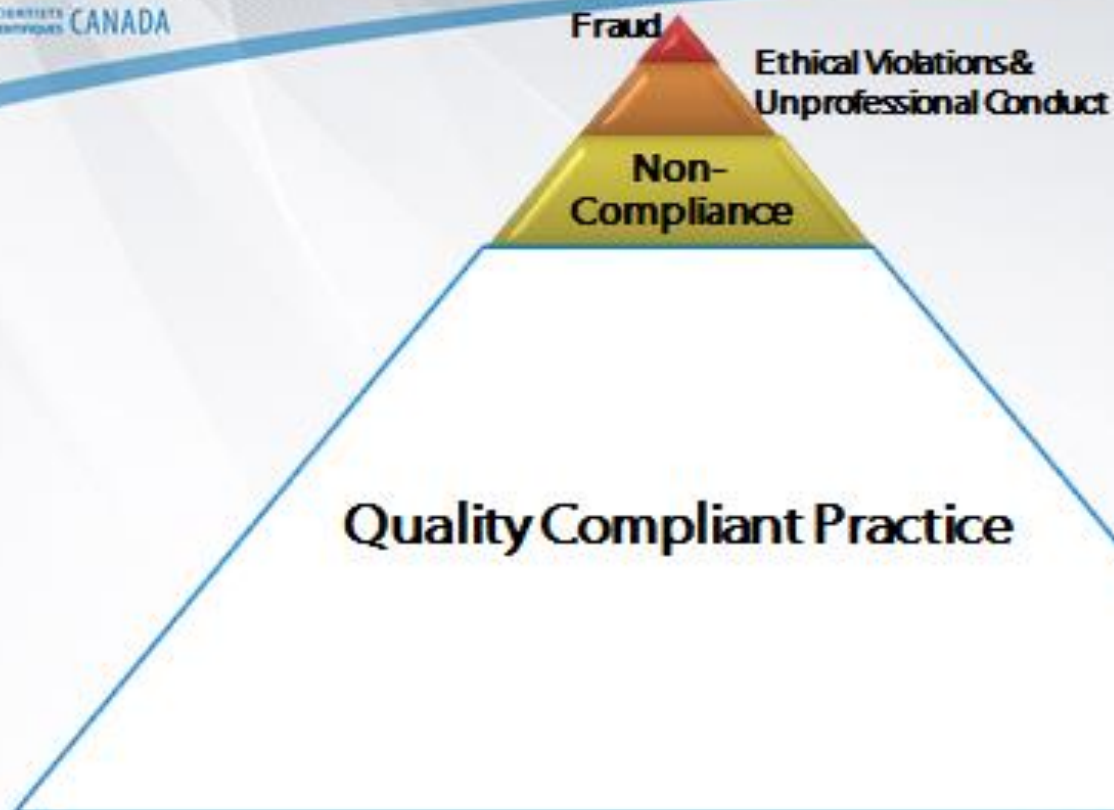 CANADA
Fraud
Ethical Violations &
Unprofessional Conduct
Non-
Compliance
Quality Compliant Practice